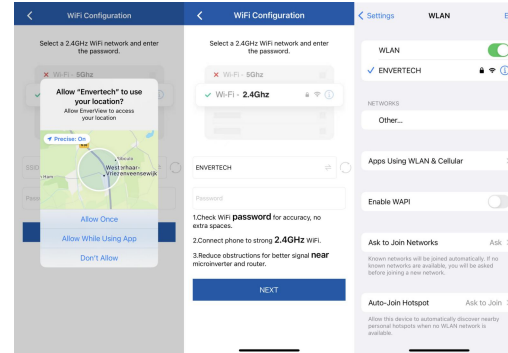 WiFi Configuration
Select a 2.4GHz WiFi network and enter
the password.
Wi-Fi - 5Ghz
Allow "Envertech" to use
your location?
Allow EnverView to access
your location
Precise: On
Sibculo
Westerhaar-
Vriezenveensewijk
Ham
SSID
Allow Once
Allow While Using App
Don't Allow
WiFi Configuration
Select a 2.4GHz WiFi network and enter
the password.
Wi-Fi - 5Ghz
Wi-Fi - 2.4Ghz
ENVERTECH
Password
1.Check WiFi password for accuracy, no
extra spaces.
2.Connect phone to strong 2.4GHz WiFi.
3.Reduce obstructions for better signal near
microinverter and router.
NEXT
Settings
WLAN
E
WLAN
ENVERTECH
NETWORKS
Other...
Apps Using WLAN & Cellular
Enable WAPI
Ask to Join Networks
Ask
Known networks will be joined automatically. If no
known networks are available, you will be asked
before joining a new network.
Auto-Join Hotspot
Ask to Join
Allow this device to automatically discover nearby
personal hotspots when no WLAN network is
available.